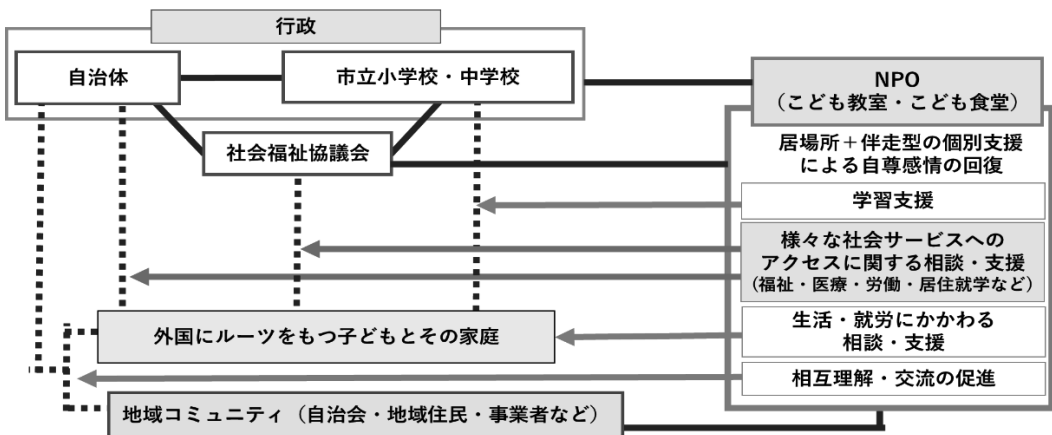 行政
自治体
市立小学校・中学校
社会福祉協議会
外国にルーツをもつ子どもとその家庭
地域コミュニティ（自治会・地域住民・事業者など）
NPO
（こども教室・こども食堂）
居場所＋伴走型の個別支援
による自尊感情の回復
学習支援
様々な社会サービスへの
アクセスに関する相談・支援
（福祉・医療・労働・居住就学など）
生活・就労にかかわる
相談・支援
相互理解・交流の促進